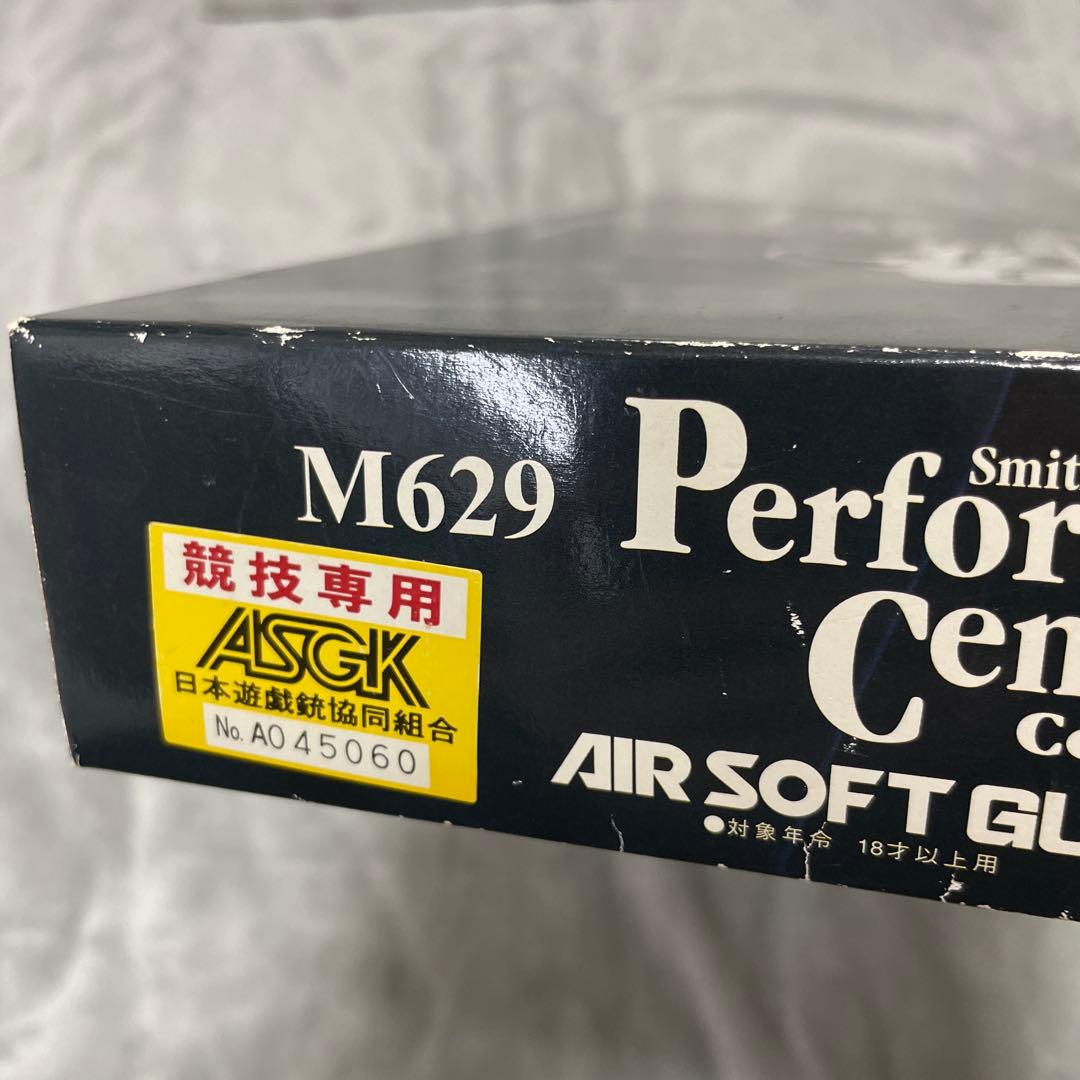 M629
Smit
Perfor
Cen
AIR SOFT GU
●対象年令 18才以上用
競技専用
ASGK
日本遊戯銃協同組合
No. A045060